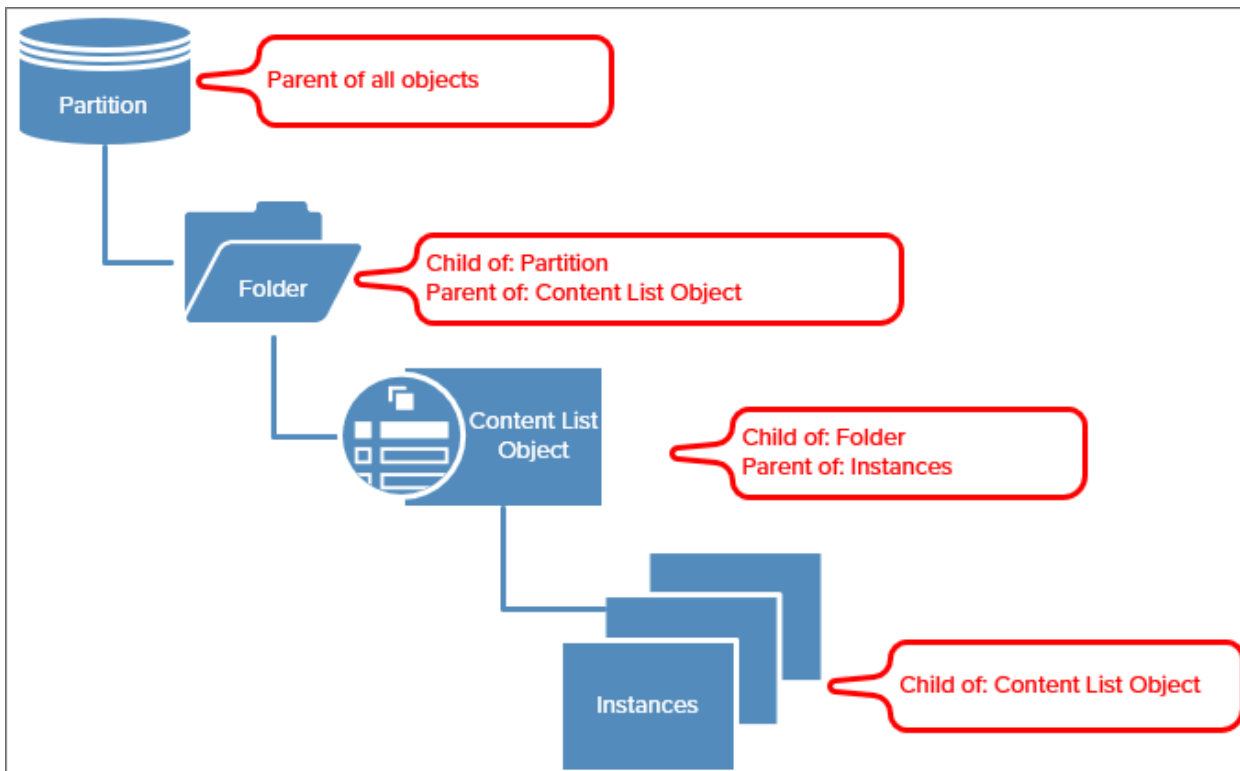 Partition
Parent of all objects
Folder
Child of: Partition
Parent of: Content List Object
Content List
Object
Child of: Folder
Parent of: Instances
Instances
Child of: Content List Object